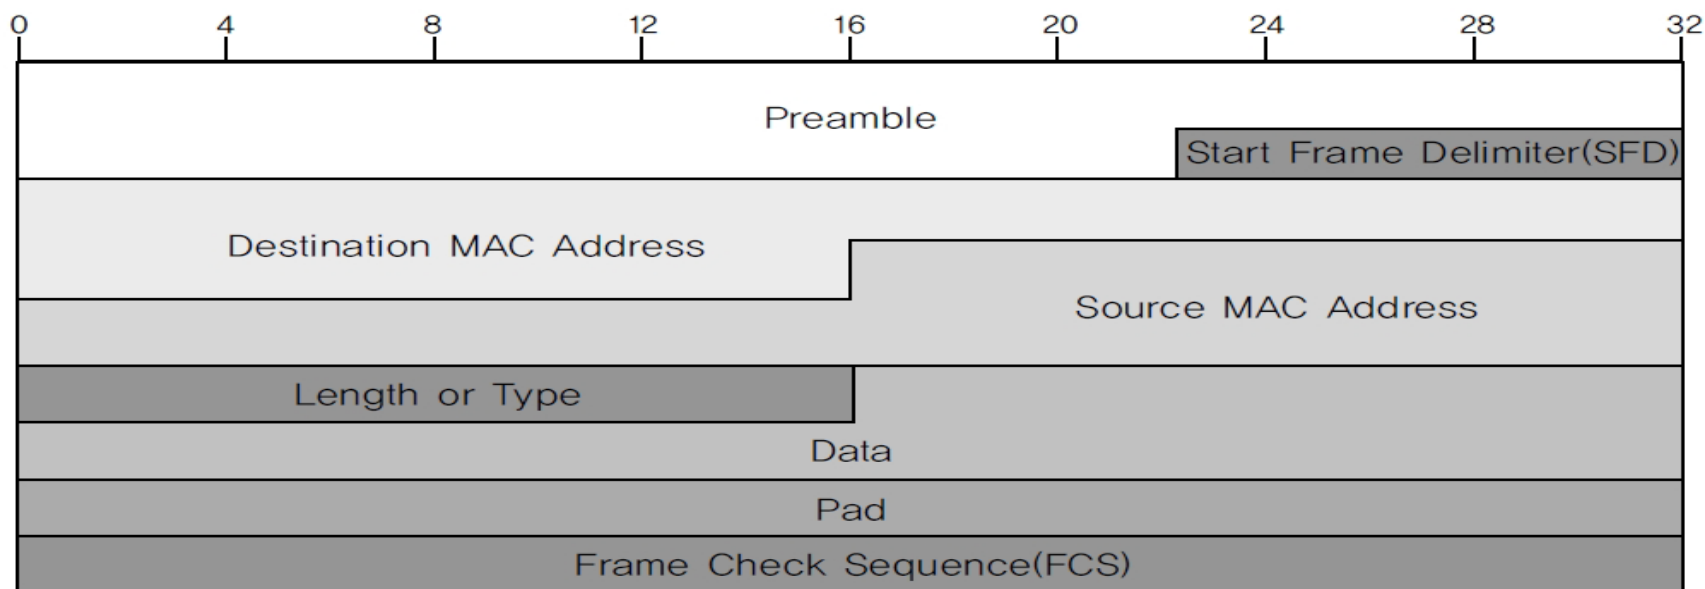 0 4 8 12 16 20 24 28 32
Preamble
Start Frame Delimiter(SFD)
Destination MAC Address
Source MAC Address
Length or Type
Data
Pad
Frame Check Sequence(FCS)